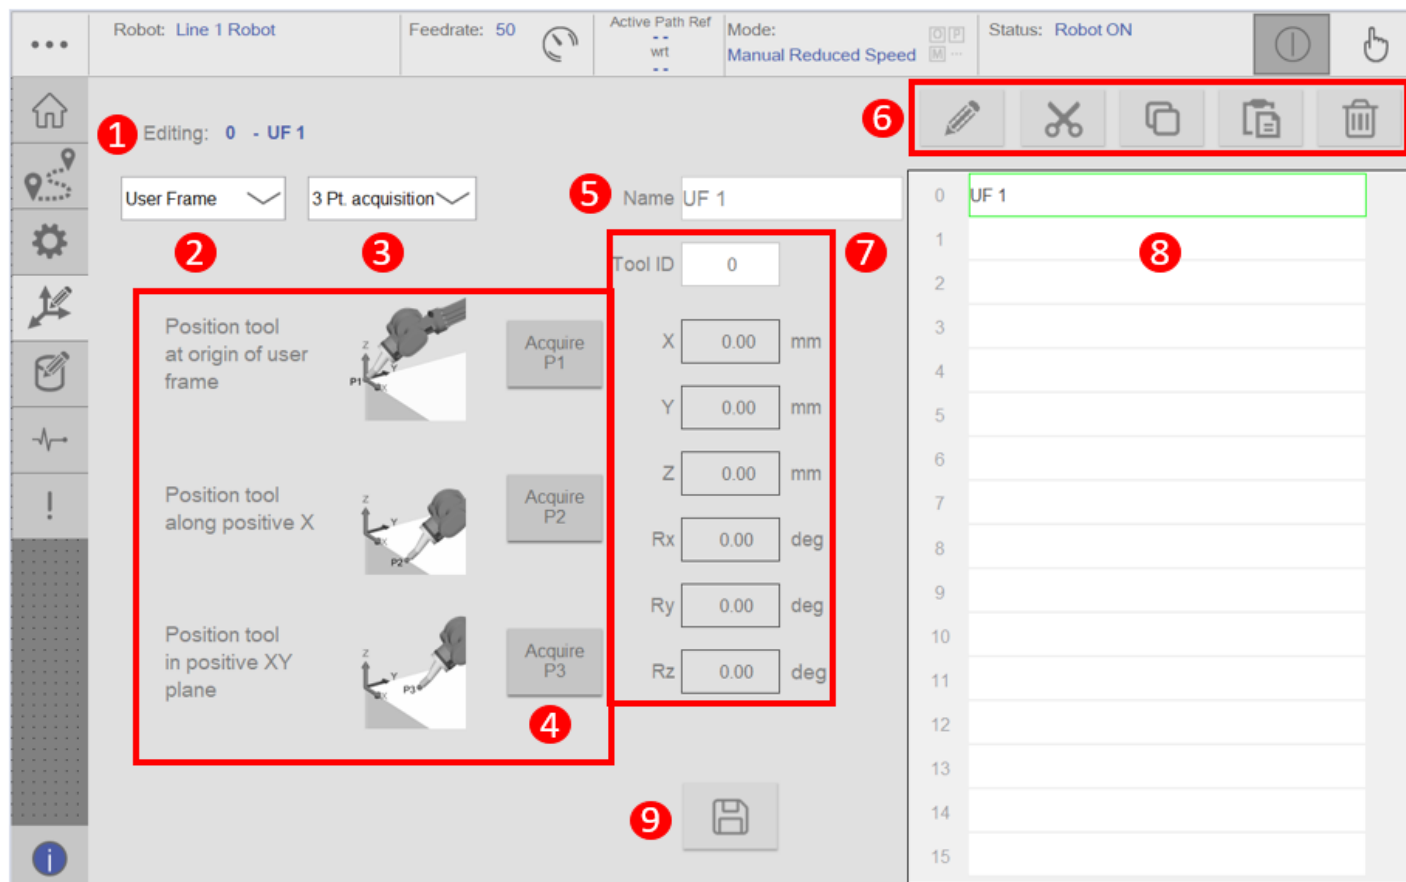 Robot: Line 1 Robot
Feedrate: 50
Active Path Ref
--
wrt
--
Mode:
Manual Reduced Speed
O P
M ...
Status: Robot ON
1 Editing: 0 - UF 1
6
User Frame
3 Pt. acquisition
5 Name UF 1
2
3
7
Tool ID 0
Position tool
at origin of user
frame
Z
Y
X
P1
Acquire
P1
Position tool
along positive X
Z
Y
X
P2
Acquire
P2
Position tool
in positive XY
plane
Z
Y
X
P3
Acquire
P3
4
X 0.00 mm
Y 0.00 mm
Z 0.00 mm
Rx 0.00 deg
Ry 0.00 deg
Rz 0.00 deg
9
0 UF 1
1
8
2
3
4
5
6
7
8
9
10
11
12
13
14
15
!
i